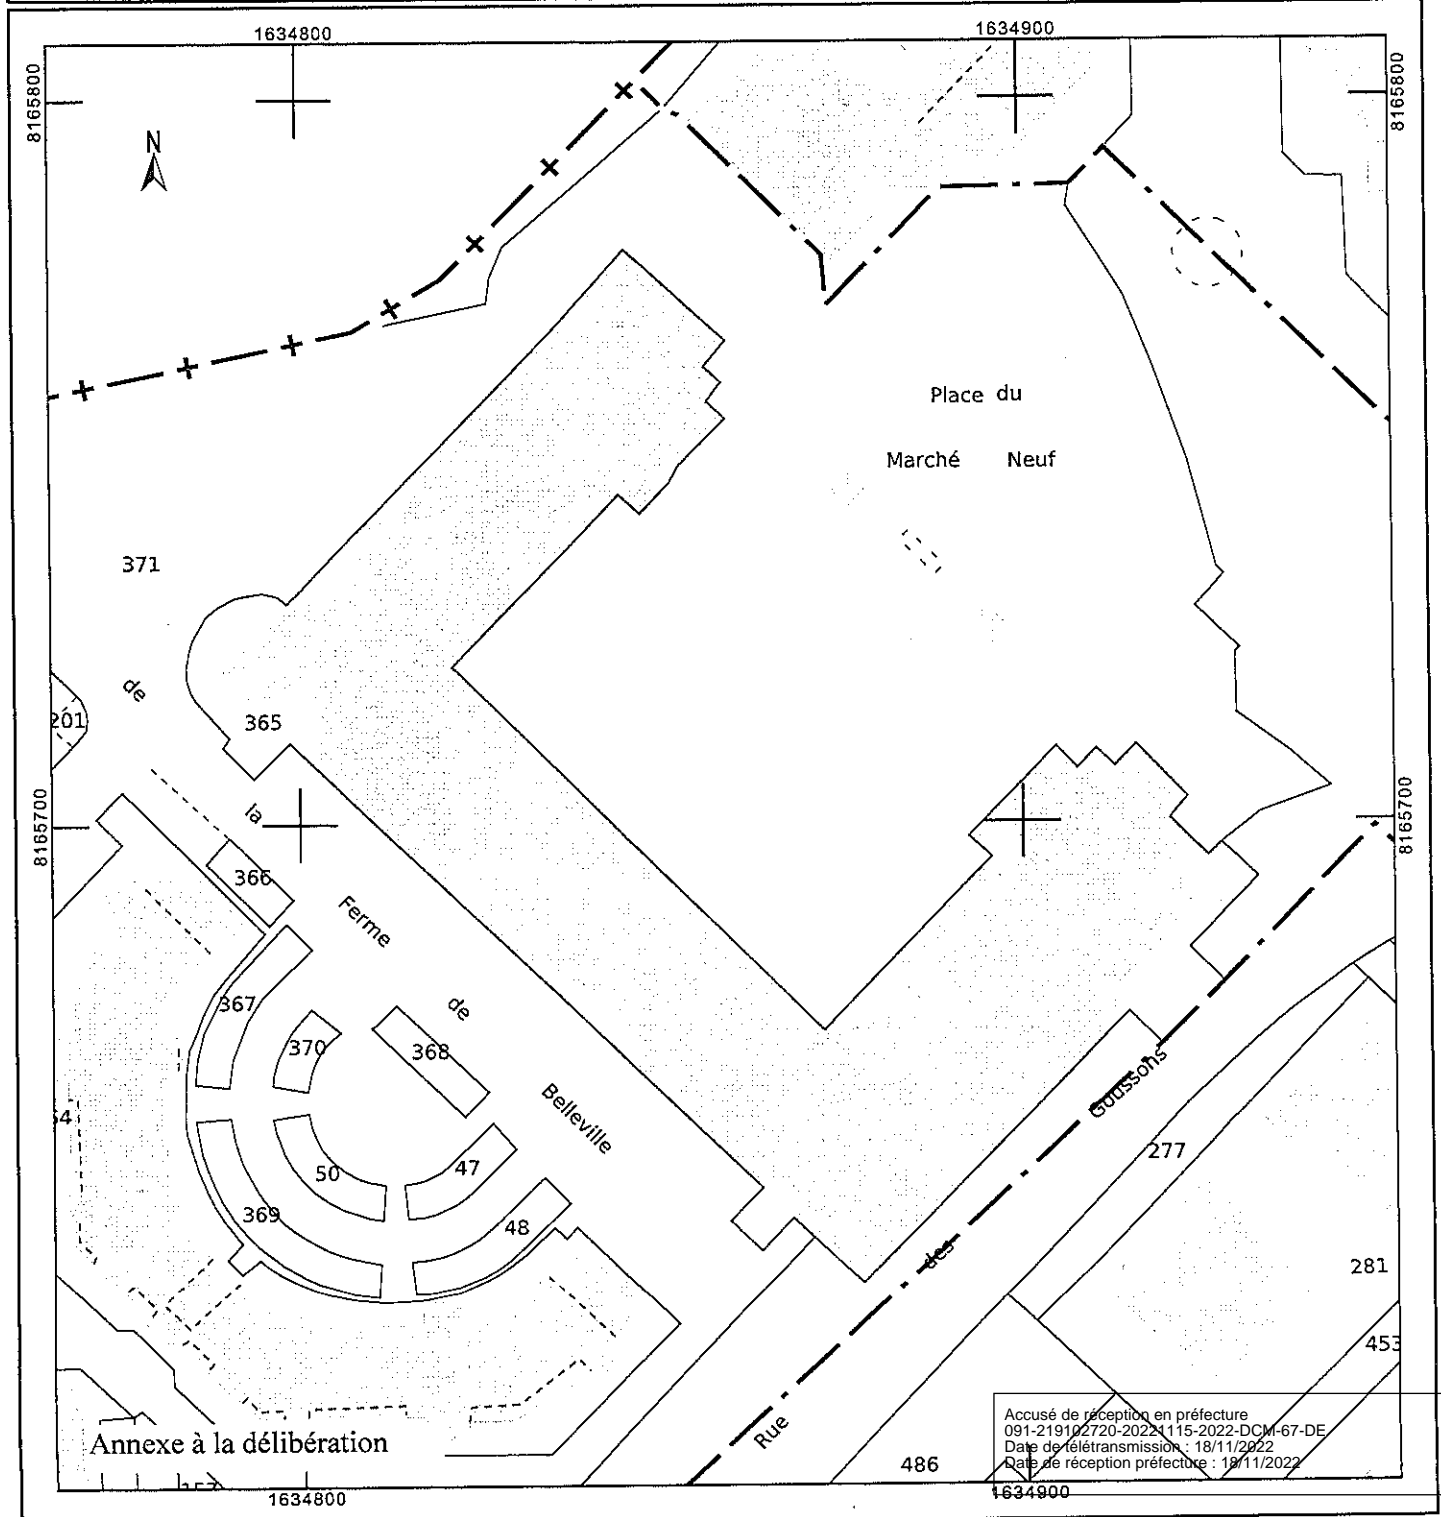 1634800
1634900
8165800
8165800
N
Place du
Marché Neuf
371
de
201
365
la
8165700
8165700
366
Ferme
367
de
370
368
Belleville
Goussons
54
277
50
47
369
48
des
281
453
Rue
Annexe à la délibération
486
Accusé de réception en préfecture
091-219102720-20221115-2022-DCM-67-DE
Date de télétransmission : 18/11/2022
Date de réception préfecture : 18/11/2022
1634800
1634900